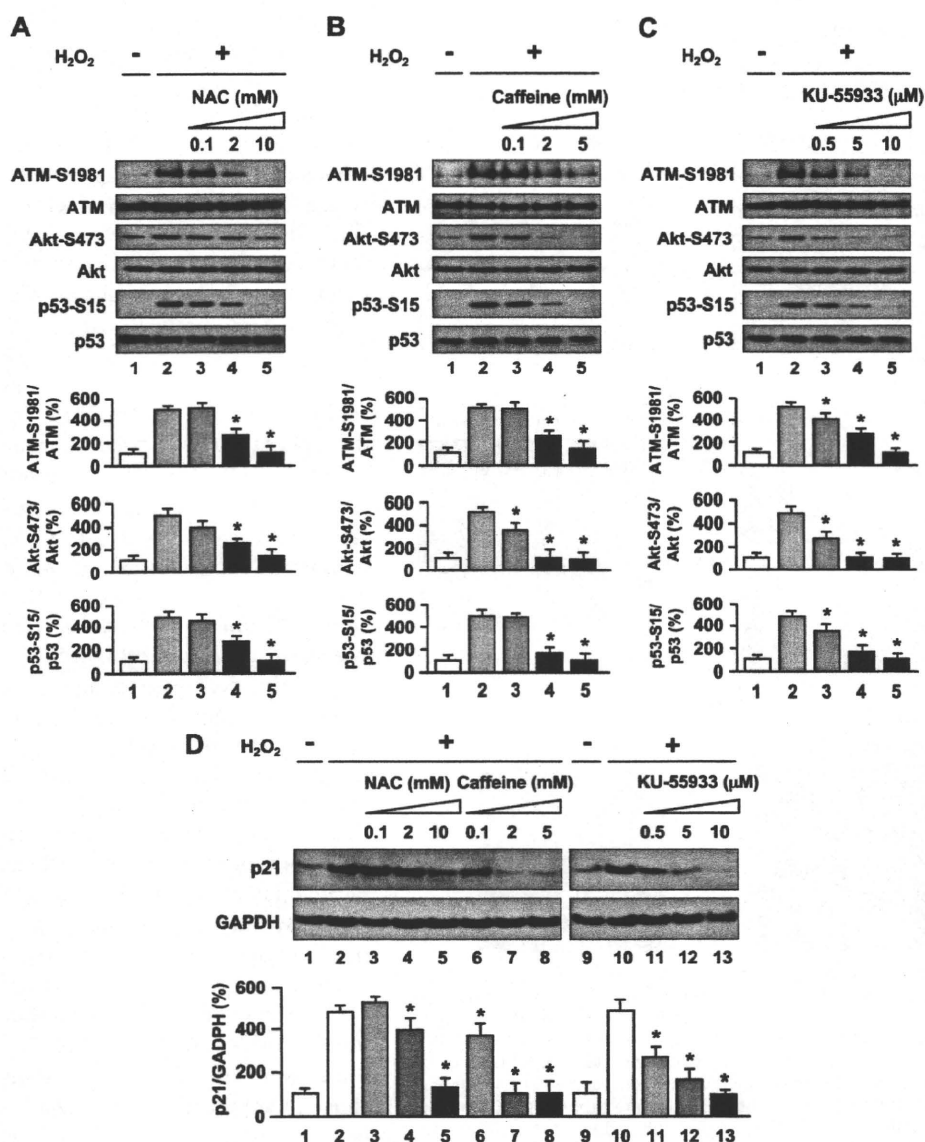 A
H₂O₂ - +
NAC (mM)
0.1 2 10
ATM-S1981
ATM
Akt-S473
Akt
p53-S15
p53
1 2 3 4 5
ATM-S1981/
ATM (%)
600
400
200
0
* *
Akt-S473/
Akt (%)
600
400
200
0
* *
p53-S15/
p53 (%)
600
400
200
0
* *
1 2 3 4 5
B
H₂O₂ - +
Caffeine (mM)
0.1 2 5
ATM-S1981
ATM
Akt-S473
Akt
p53-S15
p53
1 2 3 4 5
ATM-S1981/
ATM (%)
600
400
200
0
* *
Akt-S473/
Akt (%)
600
400
200
0
* * *
p53-S15/
p53 (%)
600
400
200
0
* *
1 2 3 4 5
C
H₂O₂ - +
KU-55933 (μM)
0.5 5 10
ATM-S1981
ATM
Akt-S473
Akt
p53-S15
p53
1 2 3 4 5
ATM-S1981/
ATM (%)
600
400
200
0
* * *
Akt-S473/
Akt (%)
600
400
200
0
* * *
p53-S15/
p53 (%)
600
400
200
0
* * *
1 2 3 4 5
D
H₂O₂ - + - +
NAC (mM) Caffeine (mM) KU-55933 (μM)
0.1 2 10 0.1 2 5 0.5 5 10
p21
GAPDH
1 2 3 4 5 6 7 8 9 10 11 12 13
p21/GADPH (%)
600
400
200
0
* * * * * * * *
1 2 3 4 5 6 7 8 9 10 11 12 13